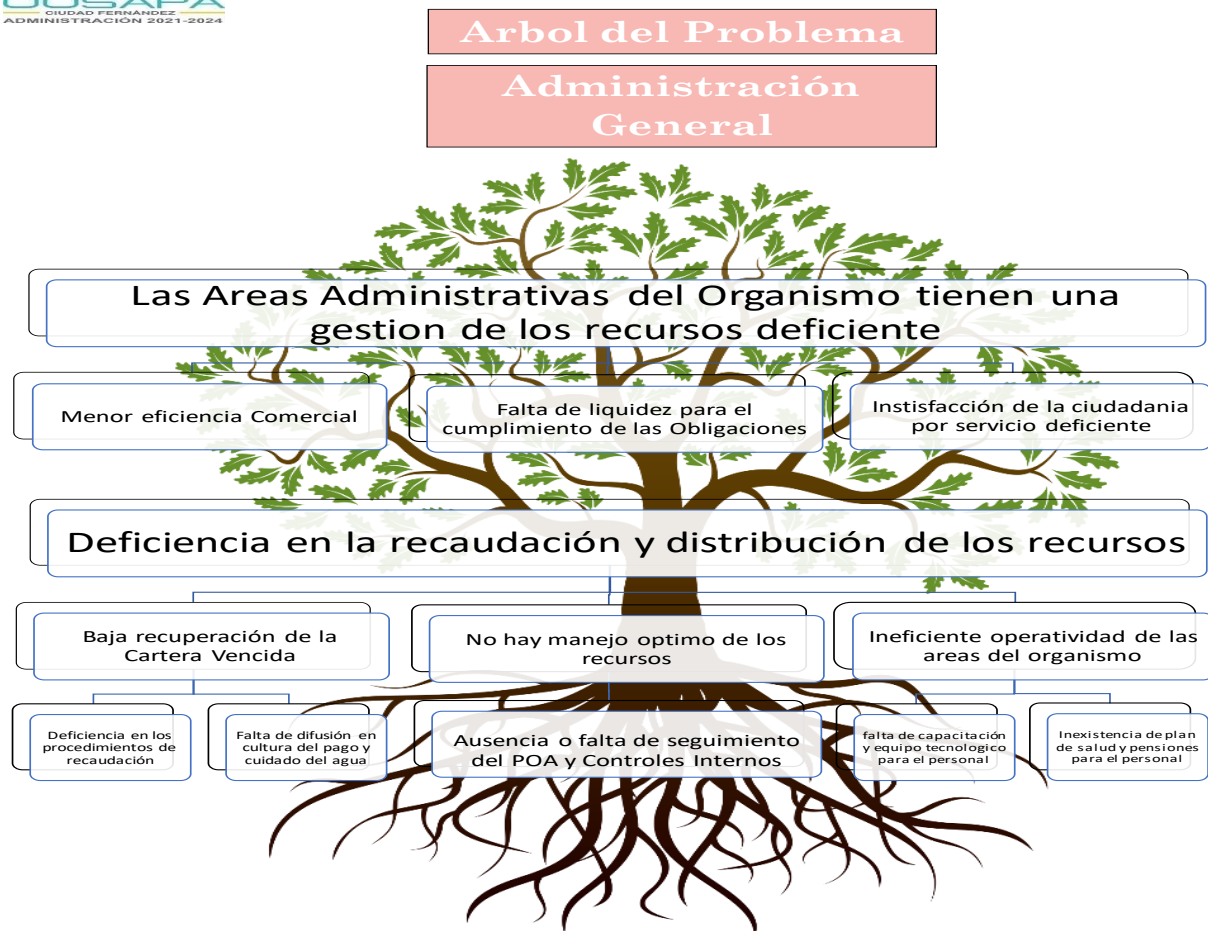 CIUDAD FERNÁNDEZ
ADMINISTRACIÓN 2021-2024
Arbol del Problema
Administración
General
Las Areas Administrativas del Organismo tienen una
gestion de los recursos deficiente
Menor eficiencia Comercial
Falta de liquidez para el
cumplimiento de las Obligaciones
Instisfacción de la ciudadania
por servicio deficiente
Deficiencia en la recaudación y distribución de los recursos
Baja recuperación de la
Cartera Vencida
No hay manejo optimo de los
recursos
Ineficiente operatividad de las
areas del organismo
Deficiencia en los
procedimientos de
recaudación
Falta de difusión en
cultura del pago y
cuidado del agua
Ausencia o falta de seguimiento
del POA y Controles Internos
falta de capacitación
y equipo tecnologico
para el personal
Inexistencia de plan
de salud y pensiones
para el personal